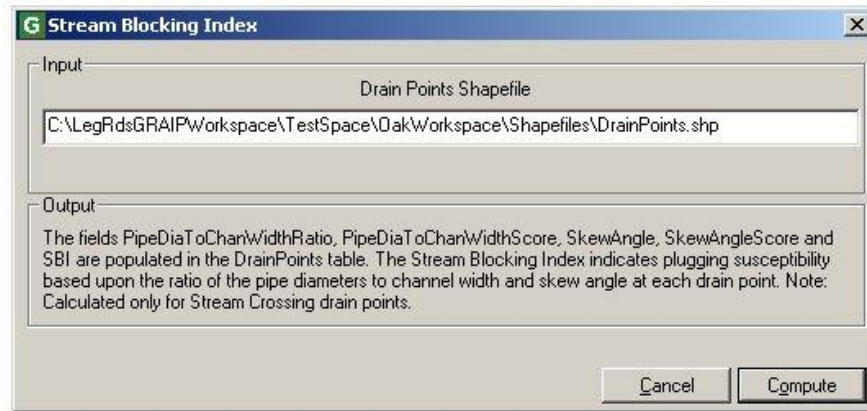 G Stream Blocking Index
Input
Drain Points Shapefile
C:\LegRdsGRAIPWorkspace\TestSpace\OakWorkspace\Shapefiles\DrainPoints.shp
Output
The fields PipeDiaToChanWidthRatio, PipeDiaToChanWidthScore, SkewAngle, SkewAngleScore and
SBI are populated in the DrainPoints table. The Stream Blocking Index indicates plugging susceptibility
based upon the ratio of the pipe diameters to channel width and skew angle at each drain point. Note:
Calculated only for Stream Crossing drain points.
Cancel Compute